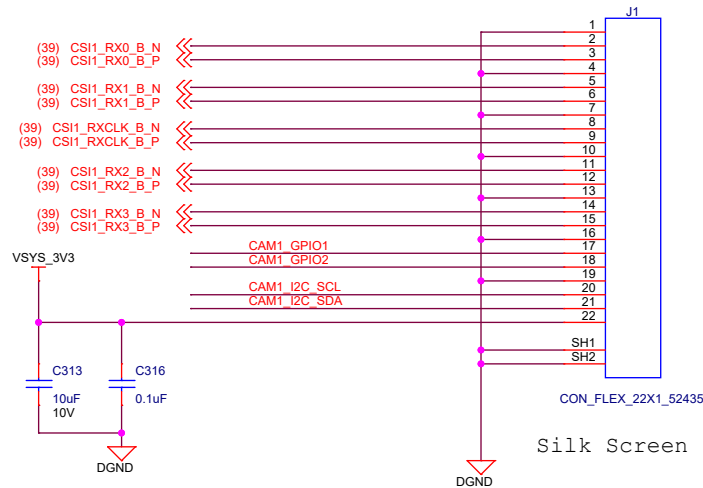 J1
1
(39) CSI1_RX0_B_N 2
(39) CSI1_RX0_B_P 3
4
(39) CSI1_RX1_B_N 5
(39) CSI1_RX1_B_P 6
7
(39) CSI1_RXCLK_B_N 8
(39) CSI1_RXCLK_B_P 9
10
(39) CSI1_RX2_B_N 11
(39) CSI1_RX2_B_P 12
13
(39) CSI1_RX3_B_N 14
(39) CSI1_RX3_B_P 15
16
CAM1_GPIO1 17
VSYS_3V3 CAM1_GPIO2 18
19
CAM1_I2C_SCL 20
CAM1_I2C_SDA 21
22
SH1
SH2
C313 C316
10uF 0.1uF CON_FLEX_22X1_52435
10V
Silk Screen
DGND
DGND